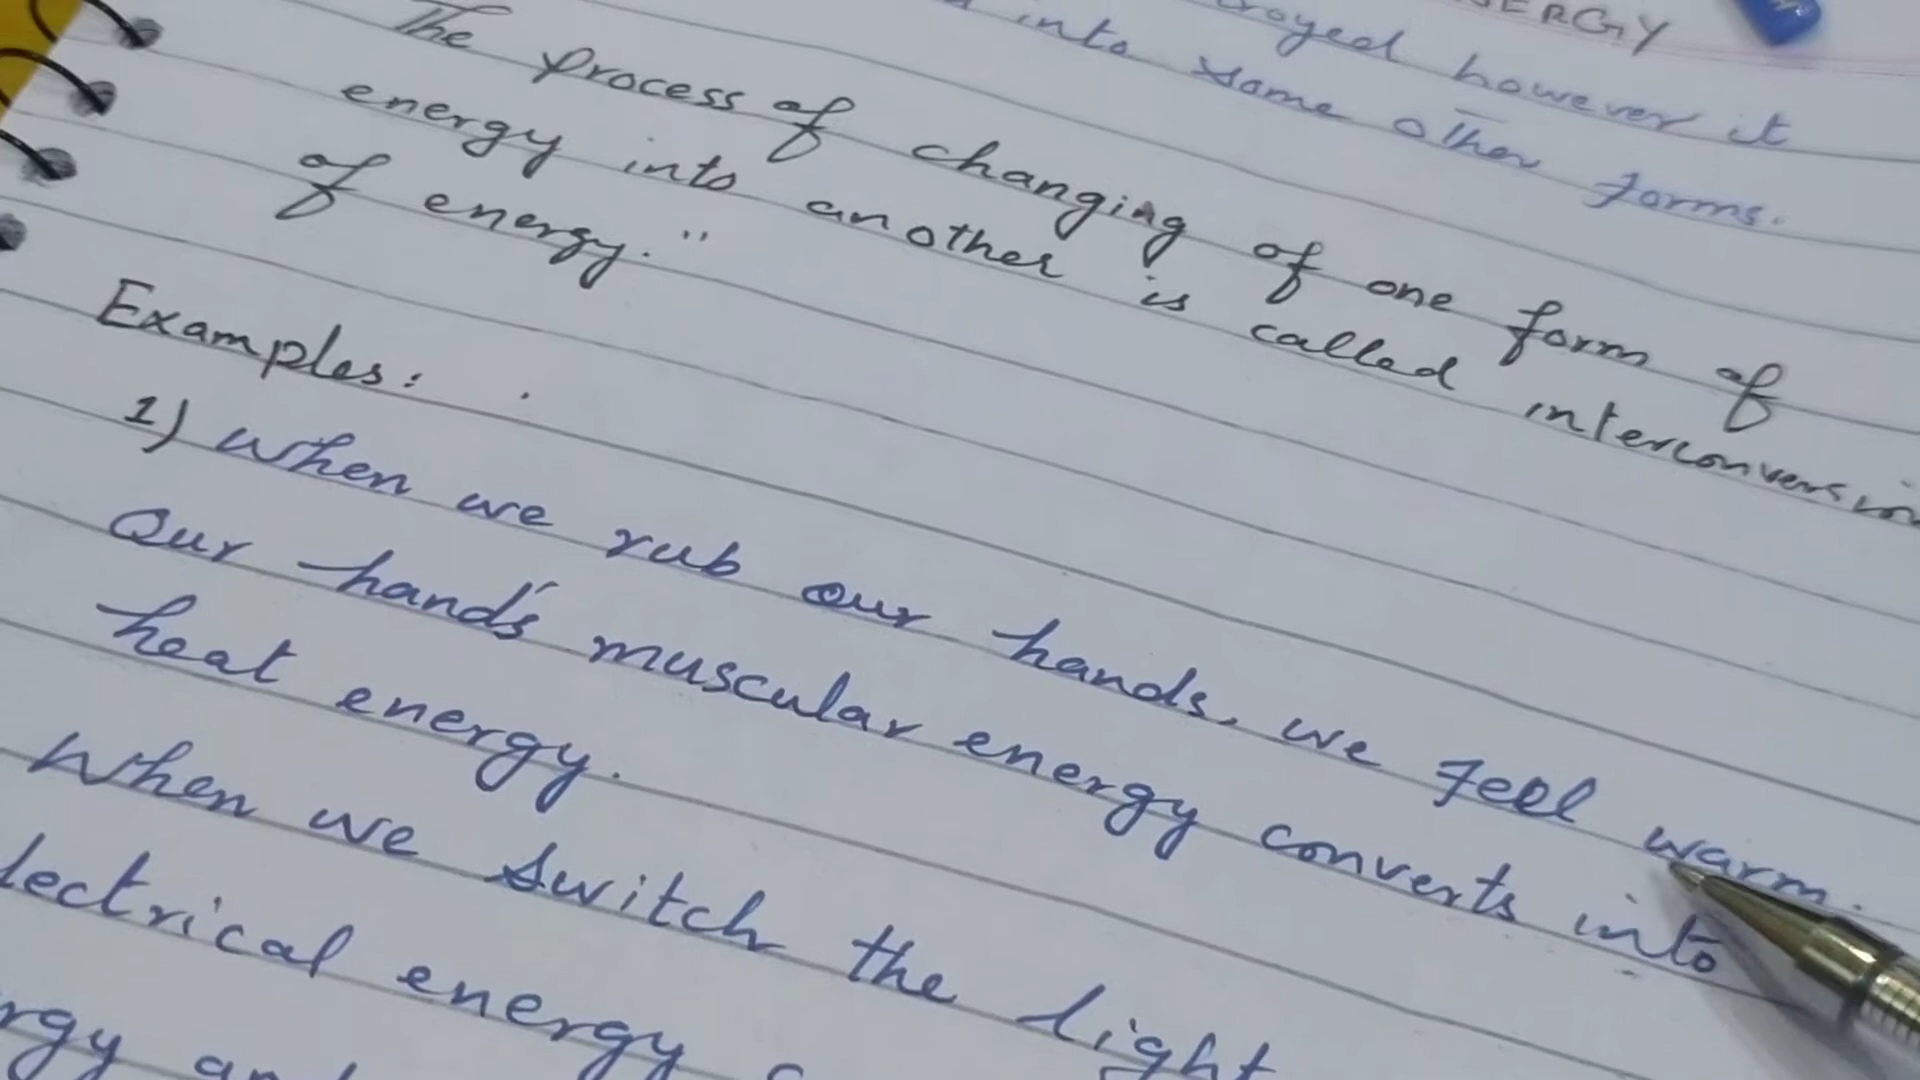 ERGY
troyed however it
into some other forms.
The process of changing of one form of
energy into another is called interconversion
of energy."
Examples:
1) When we rub our hands, we feel warm.
Our hand's muscular energy converts into
heat energy.
When we switch the light
lectrical energy
rgy and